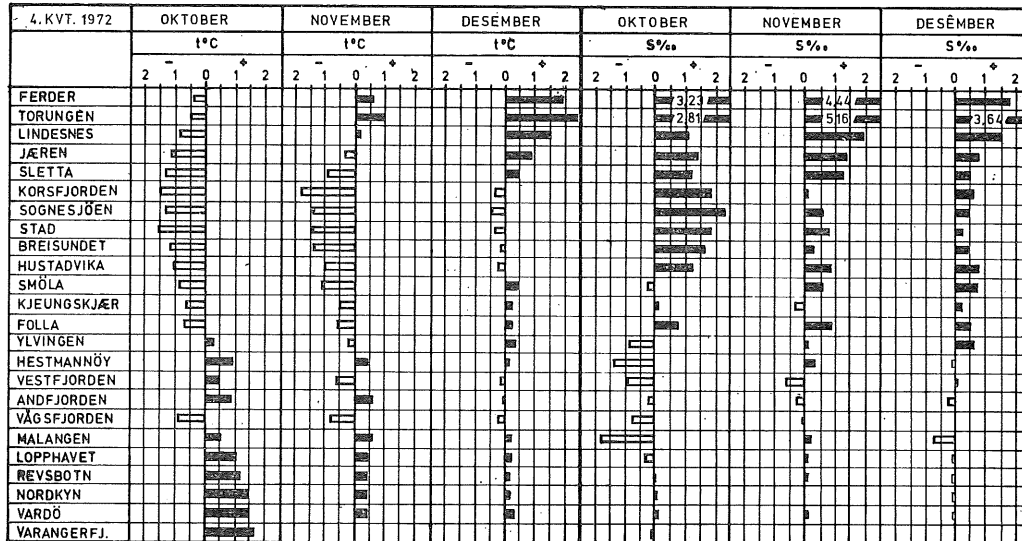 4. KVT. 1972 OKTOBER NOVEMBER DESEMBER OKTOBER NOVEMBER DESÊMBER
t°C t°C t°C S‰ S‰ S‰
− + − + − + − + − + − +
2 1 0 1 2 2 1 0 1 2 2 1 0 1 2 2 1 0 1 2 2 1 0 1 2 2 1 0 1 2
FERDER 3,23 4,44
TORUNGEN 2,81 5,16 3,64
LINDESNES
JÆREN
SLETTA
KORSFJORDEN
SOGNESJÖEN
STAD
BREISUNDET
HUSTADVIKA
SMÖLA
KJEUNGSKJÆR
FOLLA
YLVINGEN
HESTMANNÖY
VESTFJORDEN
ANDFJORDEN
VÅGSFJORDEN
MALANGEN
LOPPHAVET
REVSBOTN
NORDKYN
VARDÖ
VARANGERFJ.